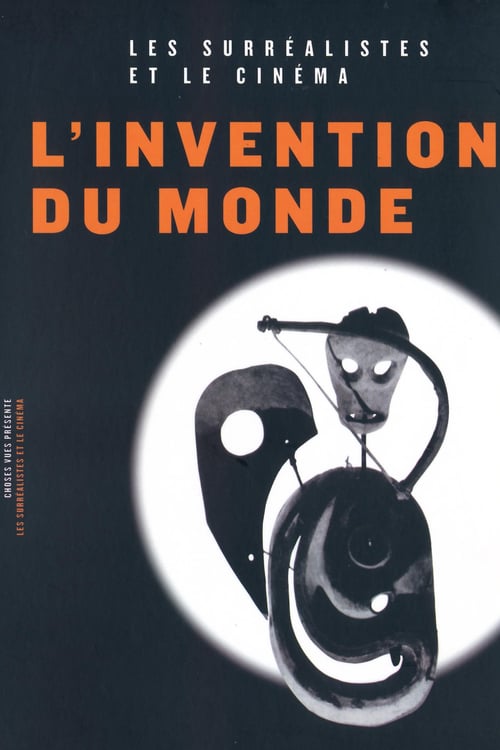 LES SURRÉALISTES
ET LE CINÉMA
L'INVENTION
DU MONDE
CHOSES VUES PRÉSENTE
LES SURRÉALISTES ET LE CINÉMA